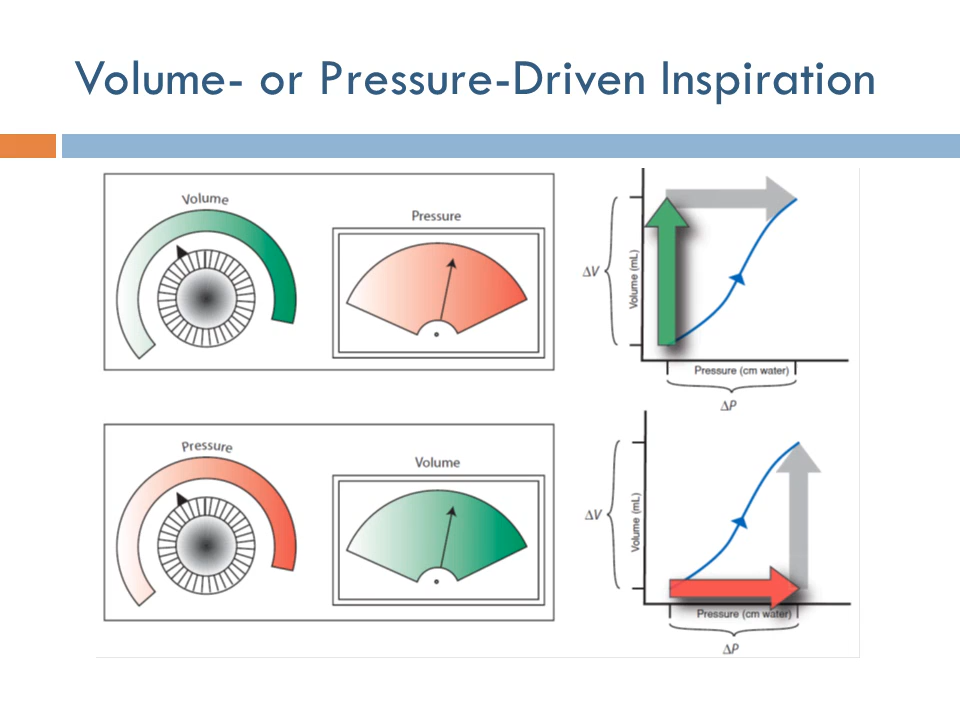 Volume- or Pressure-Driven Inspiration
Volume
Pressure
ΔV
Volume (mL)
Pressure (cm water)
ΔP
Pressure
Volume
ΔV
Volume (mL)
Pressure (cm water)
ΔP